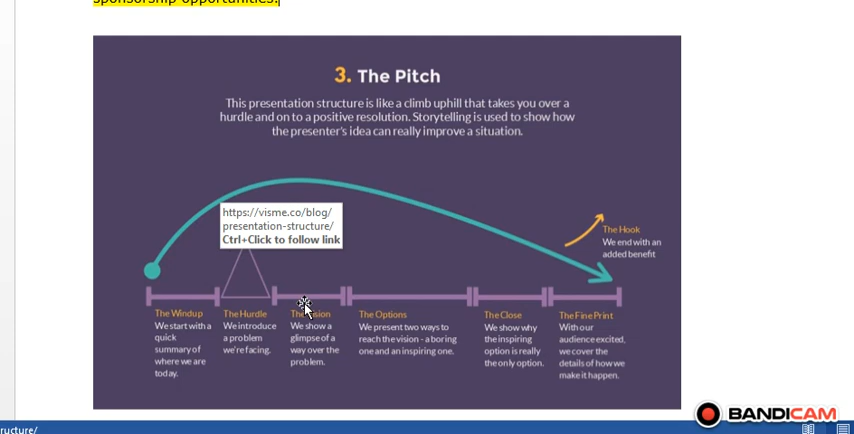 sponsorship opportunities.
3. The Pitch
This presentation structure is like a climb uphill that takes you over a
hurdle and on to a positive resolution. Storytelling is used to show how
the presenter's idea can really improve a situation.
https://visme.co/blog/
presentation-structure/
Ctrl+Click to follow link
The Hook
We end with an
added benefit
The Windup
We start with a
quick
summary of
where we are
today.
The Hurdle
We introduce
a problem
we're facing.
We show a
glimpse of a
way over the
problem.
The Options
We present two ways to
reach the vision - a boring
one and an inspiring one.
The Close
We show why
the inspiring
option is really
the only option.
The Fine Print
With our
audience excited,
we cover the
details of how we
make it happen.
ructure/
BANDICAM